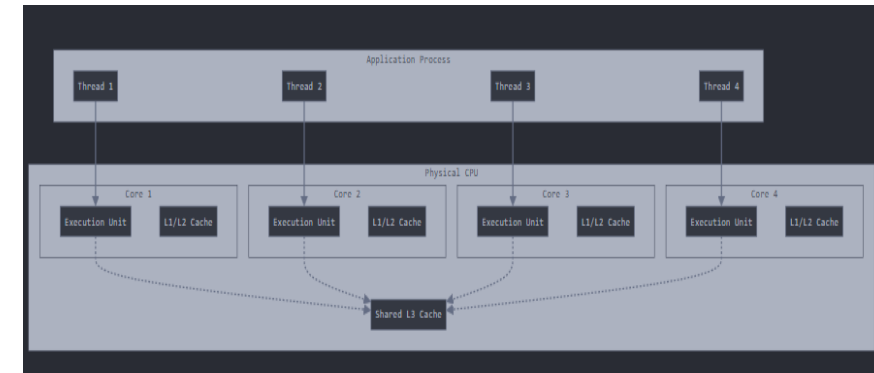 Application Process
Thread 1
Thread 2
Thread 3
Thread 4
Physical CPU
Core 1
Core 2
Core 3
Core 4
Execution Unit
L1/L2 Cache
Execution Unit
L1/L2 Cache
Execution Unit
L1/L2 Cache
Execution Unit
L1/L2 Cache
Shared L3 Cache